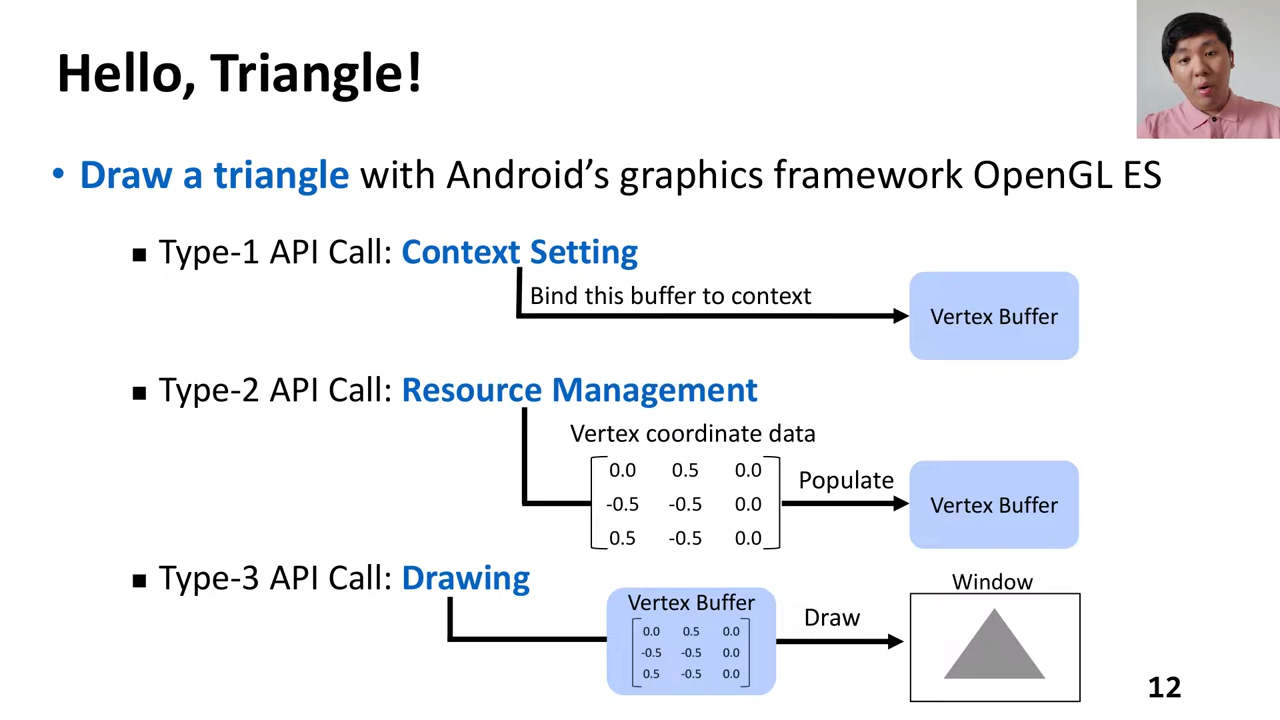 Hello, Triangle!
• Draw a triangle with Android's graphics framework OpenGL ES
▪ Type-1 API Call: Context Setting
Bind this buffer to context
Vertex Buffer
▪ Type-2 API Call: Resource Management
Vertex coordinate data
0.0 0.5 0.0
-0.5 -0.5 0.0
0.5 -0.5 0.0
Populate
Vertex Buffer
▪ Type-3 API Call: Drawing
Vertex Buffer
0.0 0.5 0.0
-0.5 -0.5 0.0
0.5 -0.5 0.0
Draw
Window
12